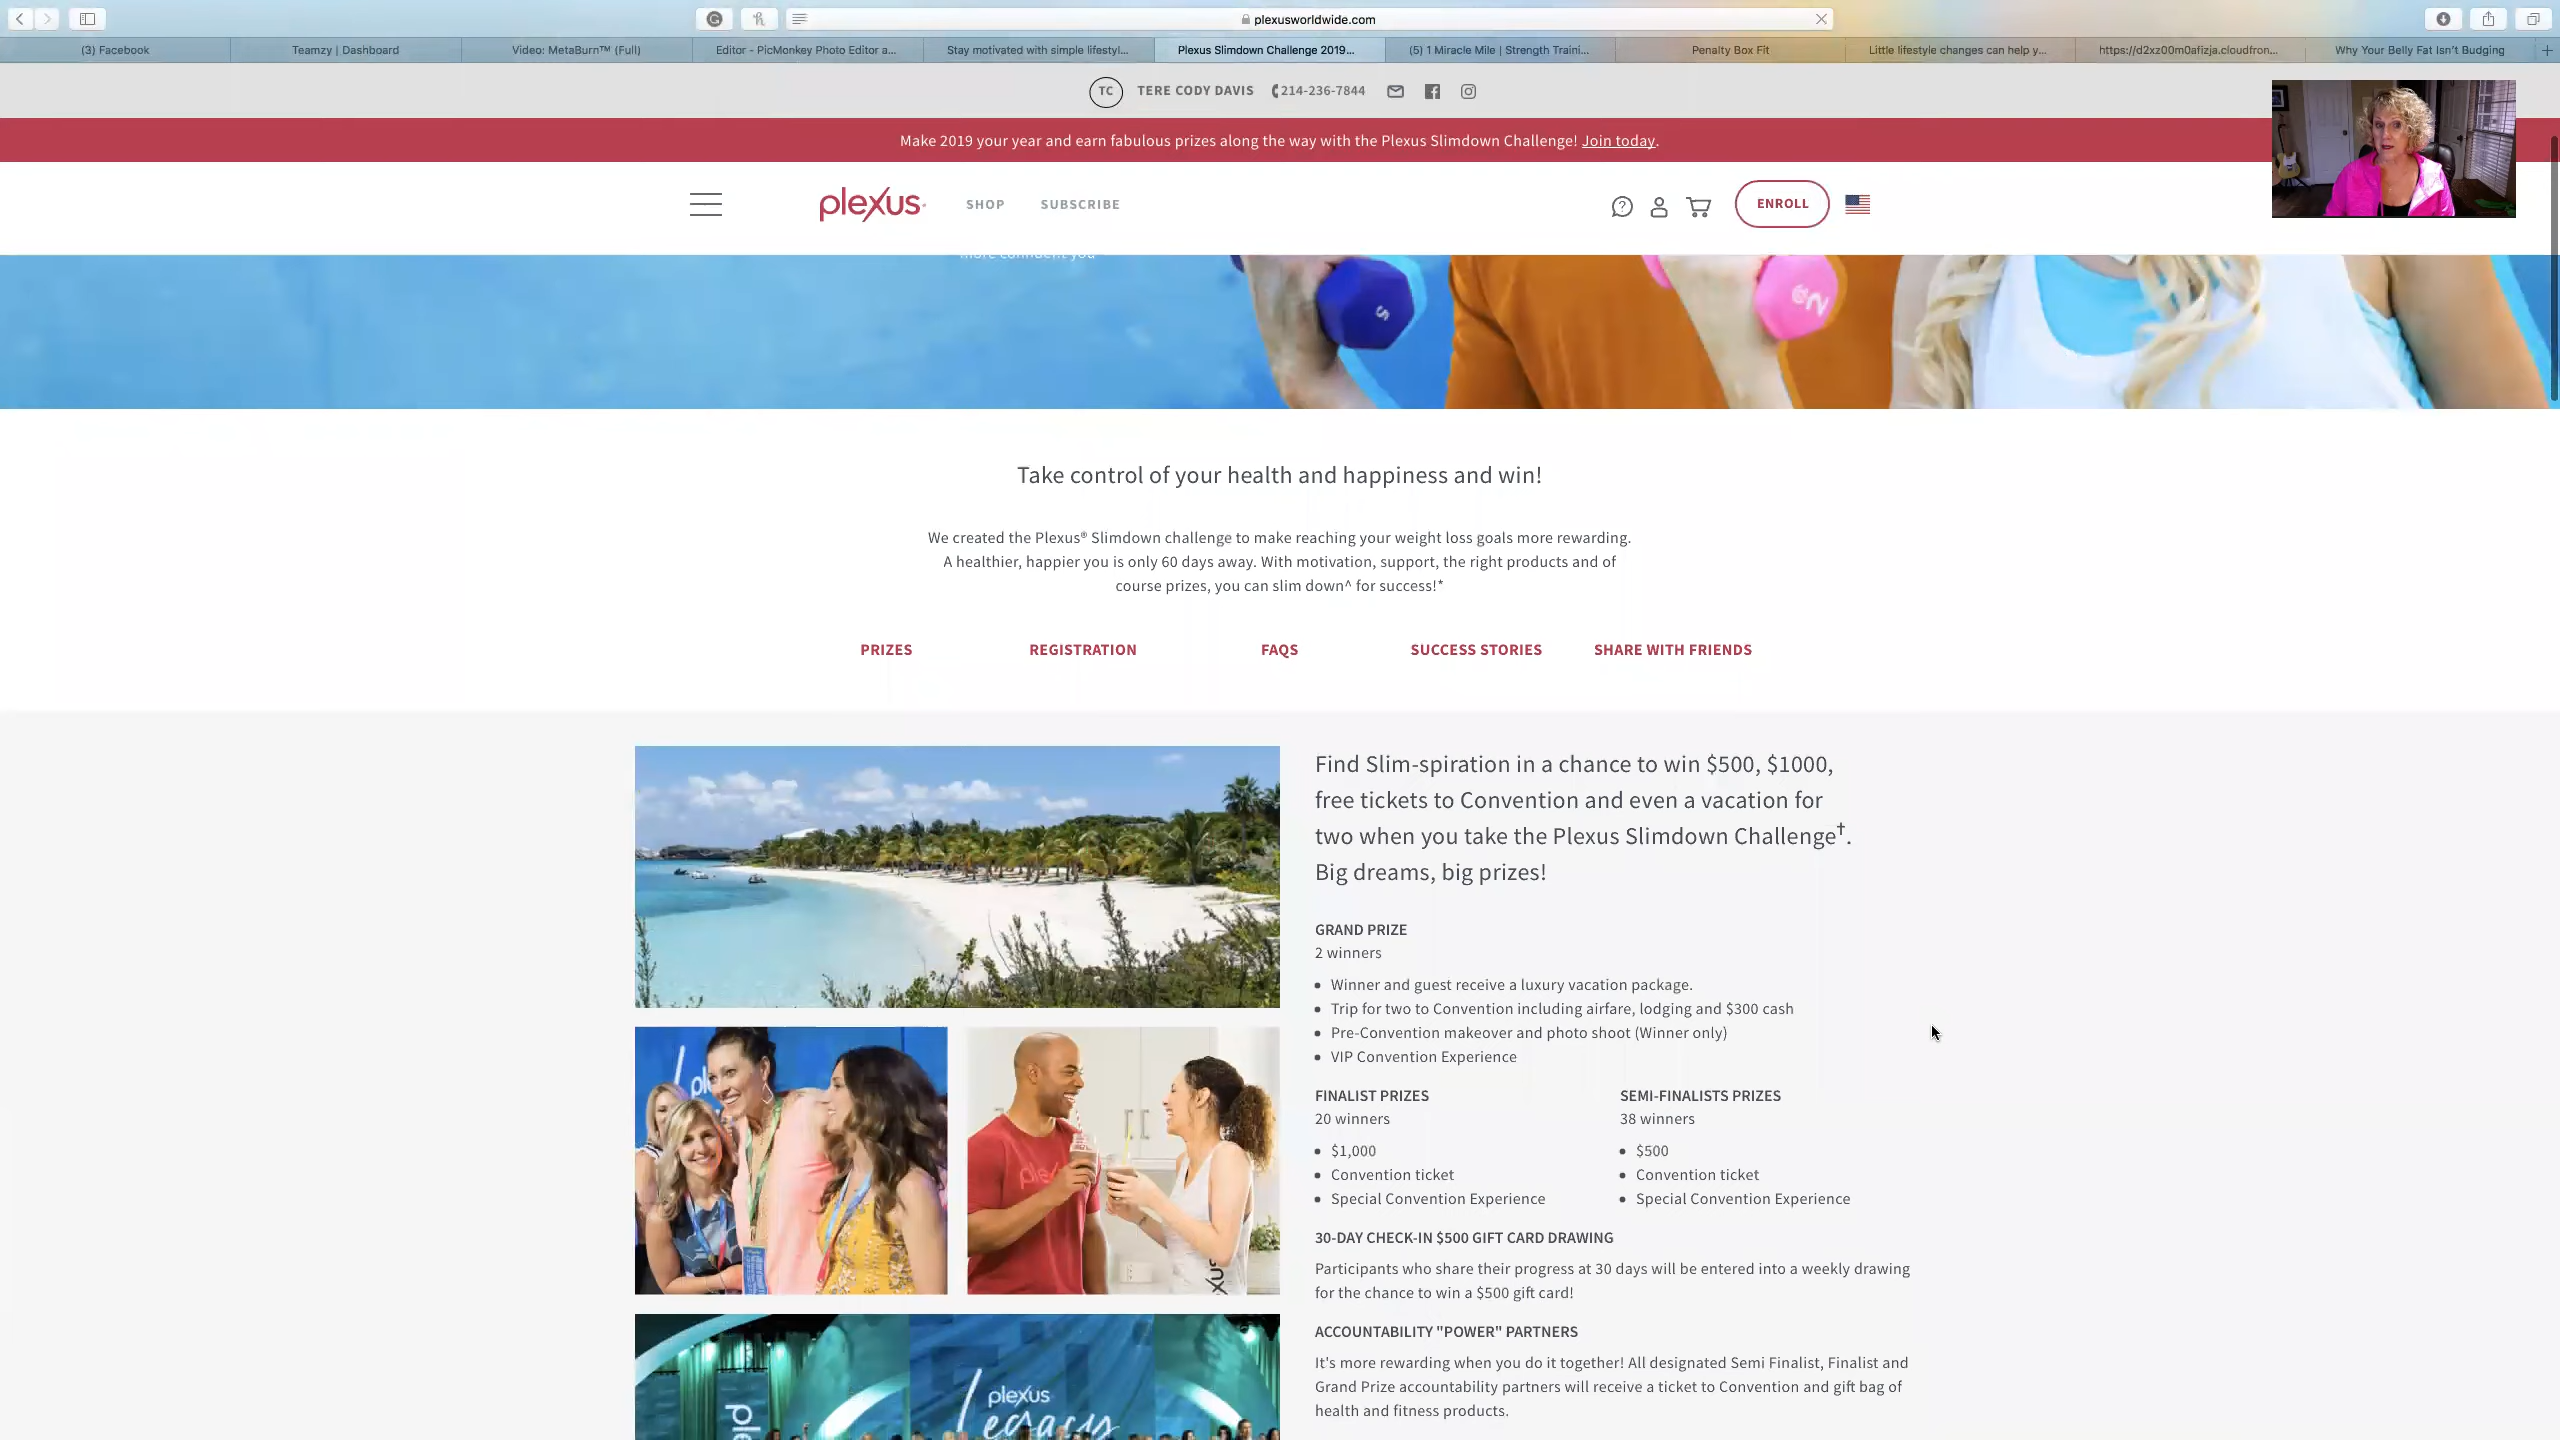 plexusworldwide.com
(3) Facebook
Teamzy | Dashboard
Video: MetaBurn™ (Full)
Editor - PicMonkey Photo Editor a...
Stay motivated with simple lifestyl...
Plexus Slimdown Challenge 2019...
(5) 1 Miracle Mile | Strength Traini...
Penalty Box Fit
Little lifestyle changes can help y...
https://d2xz00m0afizja.cloudfron...
Why Your Belly Fat Isn't Budging
TC
TERE CODY DAVIS
214-236-7844
Make 2019 your year and earn fabulous prizes along the way with the Plexus Slimdown Challenge! Join today.
plexus
SHOP
SUBSCRIBE
ENROLL
more confident you
Take control of your health and happiness and win!
We created the Plexus® Slimdown challenge to make reaching your weight loss goals more rewarding.
A healthier, happier you is only 60 days away. With motivation, support, the right products and of
course prizes, you can slim down^ for success!*
PRIZES
REGISTRATION
FAQS
SUCCESS STORIES
SHARE WITH FRIENDS
Find Slim-spiration in a chance to win $500, $1000,
free tickets to Convention and even a vacation for
two when you take the Plexus Slimdown Challenge†.
Big dreams, big prizes!
GRAND PRIZE
2 winners
• Winner and guest receive a luxury vacation package.
• Trip for two to Convention including airfare, lodging and $300 cash
• Pre-Convention makeover and photo shoot (Winner only)
• VIP Convention Experience
FINALIST PRIZES
20 winners
• $1,000
• Convention ticket
• Special Convention Experience
SEMI-FINALISTS PRIZES
38 winners
• $500
• Convention ticket
• Special Convention Experience
30-DAY CHECK-IN $500 GIFT CARD DRAWING
Participants who share their progress at 30 days will be entered into a weekly drawing
for the chance to win a $500 gift card!
ACCOUNTABILITY "POWER" PARTNERS
It's more rewarding when you do it together! All designated Semi Finalist, Finalist and
Grand Prize accountability partners will receive a ticket to Convention and gift bag of
health and fitness products.
plexus
Legacy